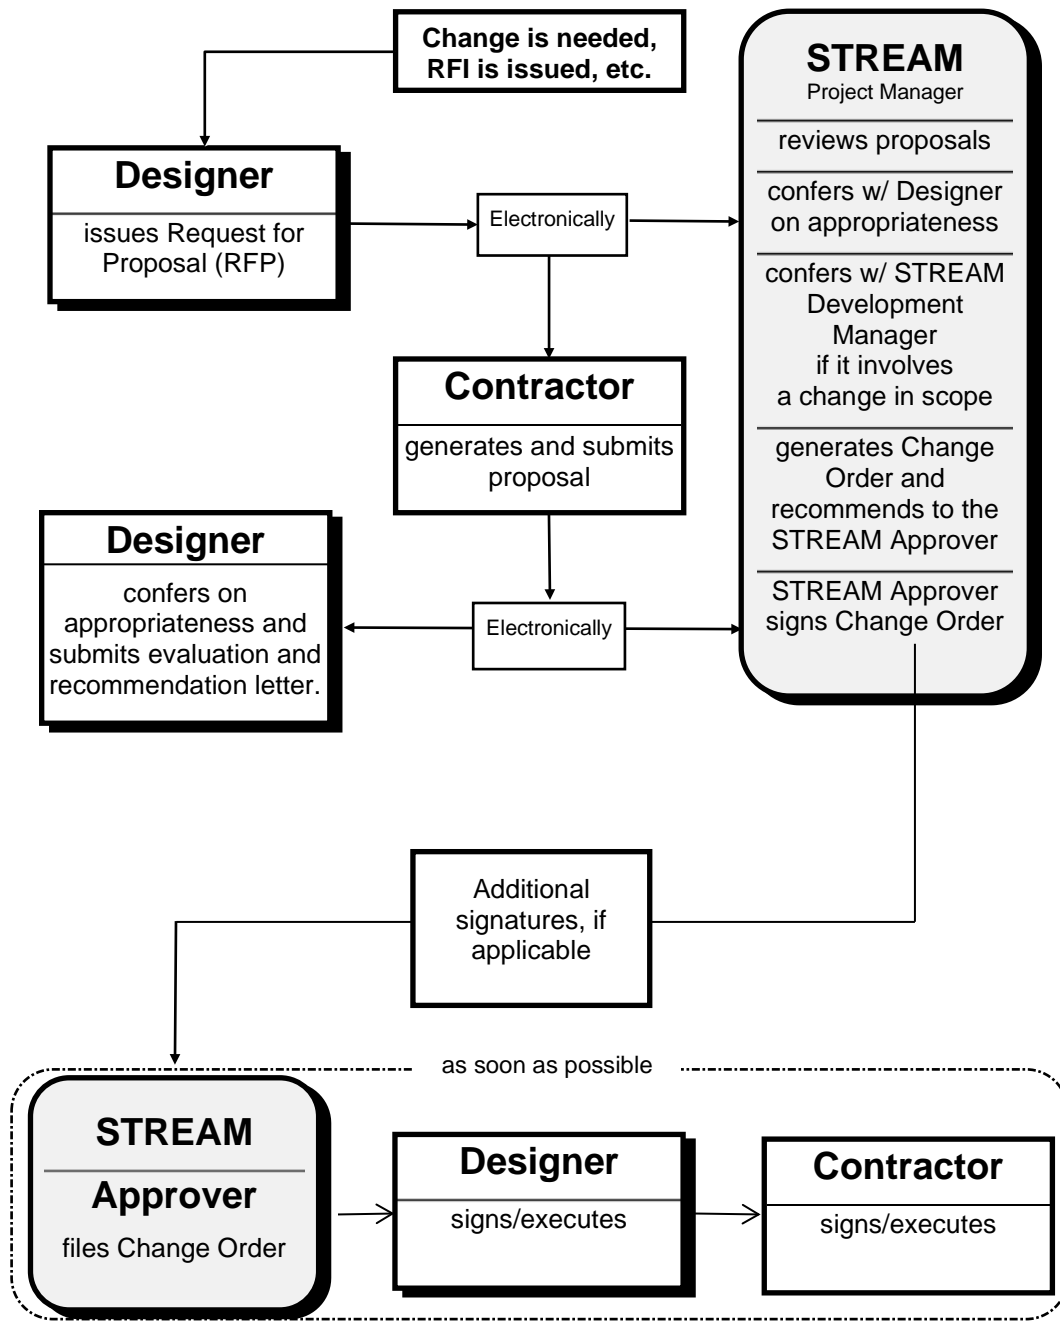 Change is needed,
RFI is issued, etc.
STREAM
Project Manager
reviews proposals
confers w/ Designer
on appropriateness
confers w/ STREAM
Development
Manager
if it involves
a change in scope
generates Change
Order and
recommends to the
STREAM Approver
STREAM Approver
signs Change Order
Designer
issues Request for
Proposal (RFP)
Electronically
Contractor
generates and submits
proposal
Designer
confers on
appropriateness and
submits evaluation and
recommendation letter.
Electronically
Additional
signatures, if
applicable
as soon as possible
STREAM
Approver
files Change Order
Designer
signs/executes
Contractor
signs/executes